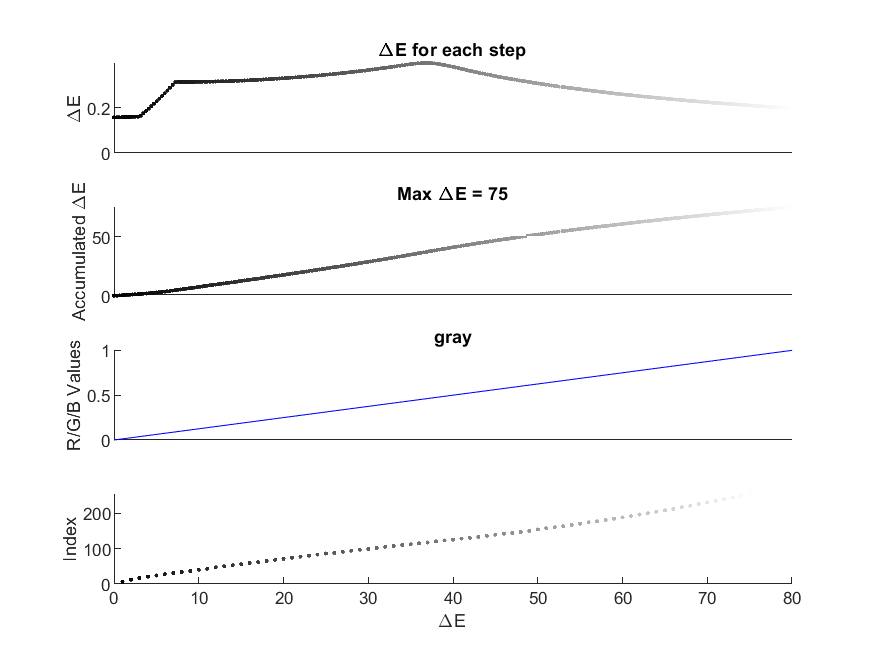 ΔE for each step
ΔE
0.2
0
Max ΔE = 75
Accumulated ΔE
50
0
gray
R/G/B Values
1
0.5
0
Index
200
100
0
0 10 20 30 40 50 60 70 80
ΔE